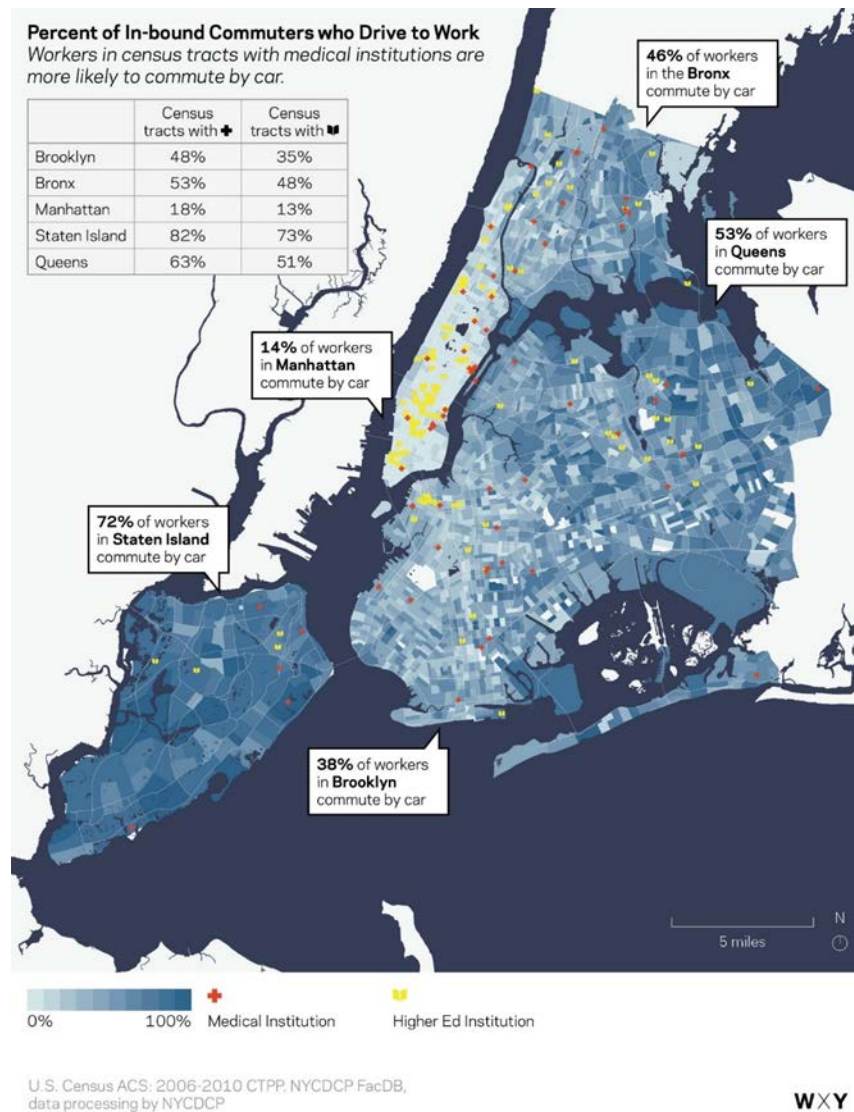 Percent of In-bound Commuters who Drive to Work
Workers in census tracts with medical institutions are
more likely to commute by car.
Census tracts with Census tracts with
Brooklyn 48% 35%
Bronx 53% 48%
Manhattan 18% 13%
Staten Island 82% 73%
Queens 63% 51%
46% of workers
in the Bronx
commute by car
53% of workers
in Queens
commute by car
14% of workers
in Manhattan
commute by car
72% of workers
in Staten Island
commute by car
38% of workers
in Brooklyn
commute by car
N
5 miles
0% 100% Medical Institution Higher Ed Institution
U.S. Census ACS: 2006-2010 CTPP. NYCDCP FacDB,
data processing by NYCDCP
WXY